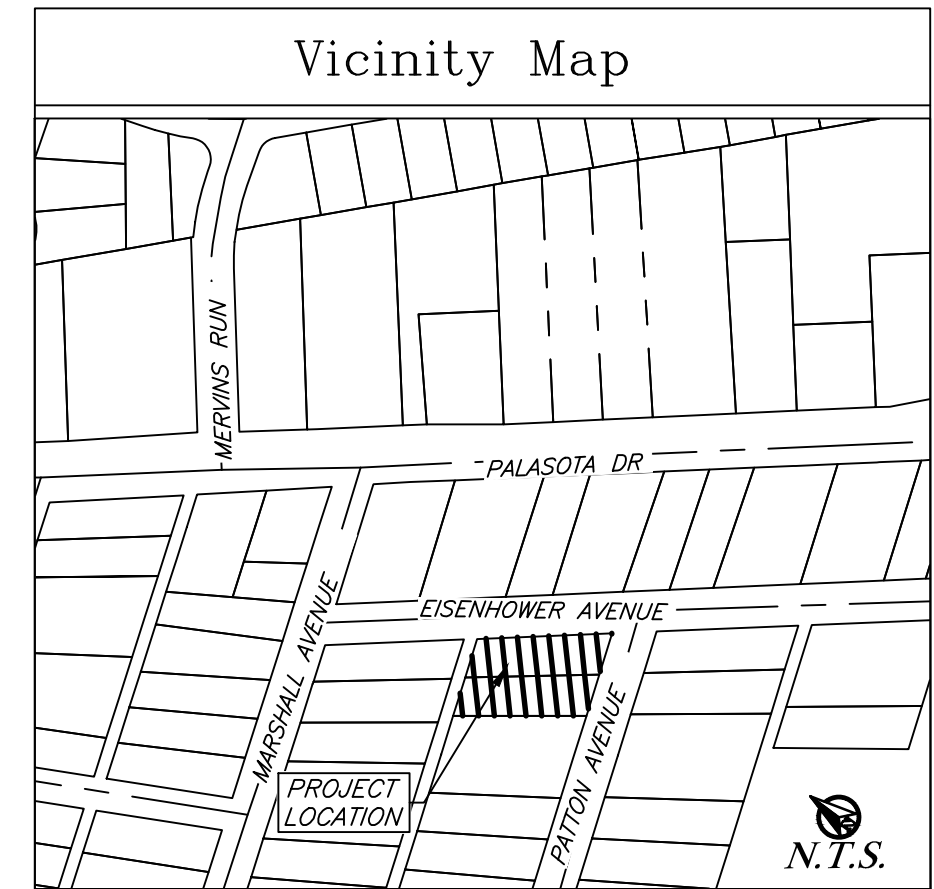 Vicinity Map
MERVINS RUN
PALASOTA DR
EISENHOWER AVENUE
MARSHALL AVENUE
PATTON AVENUE
PROJECT
LOCATION
N.T.S.